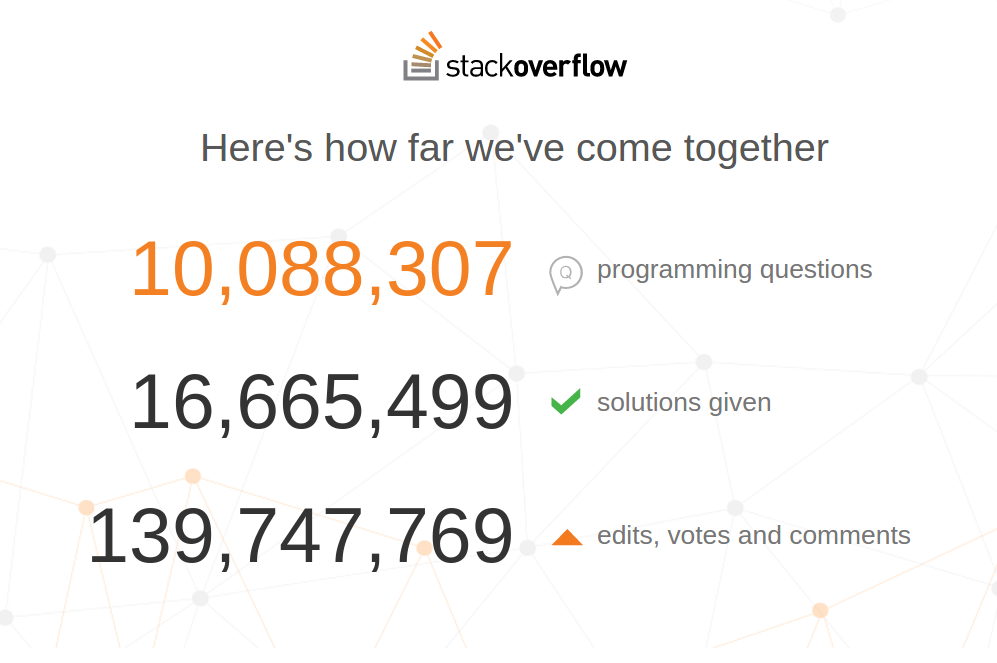 stackoverflow
Here's how far we've come together
10,088,307 Q programming questions
16,665,499 solutions given
139,747,769 edits, votes and comments